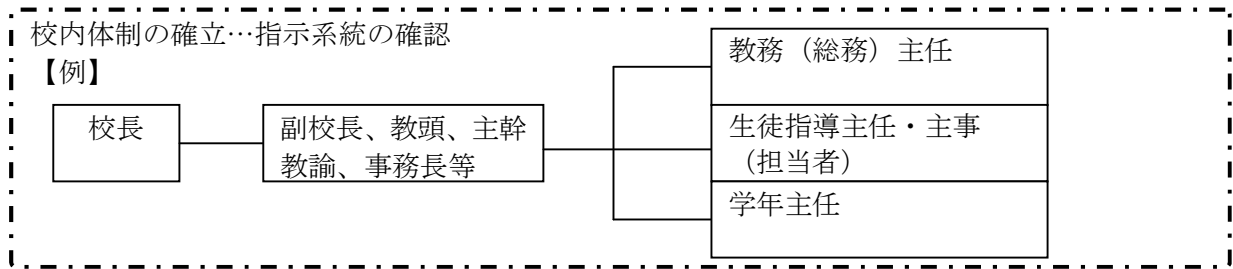 校内体制の確立…指示系統の確認
【例】
校長
副校長、教頭、主幹
教諭、事務長等
教務（総務）主任
生徒指導主任・主事
（担当者）
学年主任